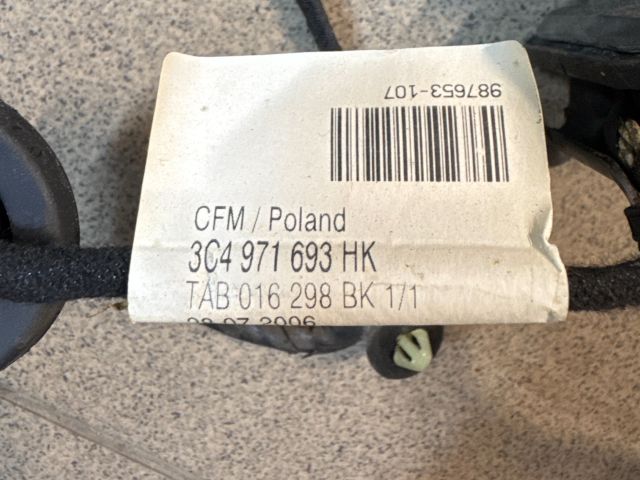 987653-107
CFM / Poland
3C4 971 693 HK
TAB 016 298 BK 1/1